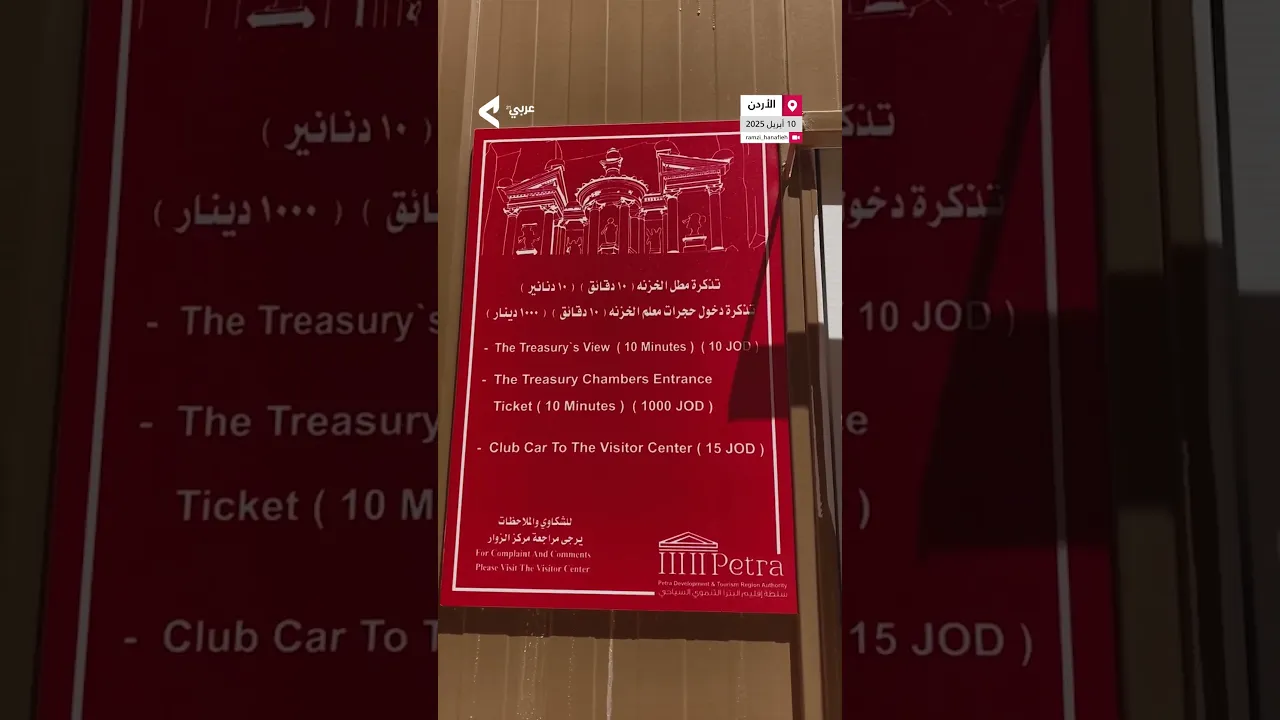 عربي
الأردن
10 أبريل 2025
ramzi_hanafieh
تذكرة مطل الخزنه ( ١٠ دقائق ) ( ١٠ دنانير )
تذكرة دخول حجرات معلم الخزنه ( ١٠ دقائق ) ( ١٠٠٠ دينار )
- The Treasury`s View ( 10 Minutes ) ( 10 JOD )
- The Treasury Chambers Entrance
Ticket ( 10 Minutes ) ( 1000 JOD )
- Club Car To The Visitor Center ( 15 JOD )
للشكاوي والملاحظات
يرجى مراجعة مركز الزوار
For Complaint And Comments
Please Visit The Visitor Center
Petra
Petra Development & Tourism Region Authority
سلطة إقليم البترا التنموي السياحي